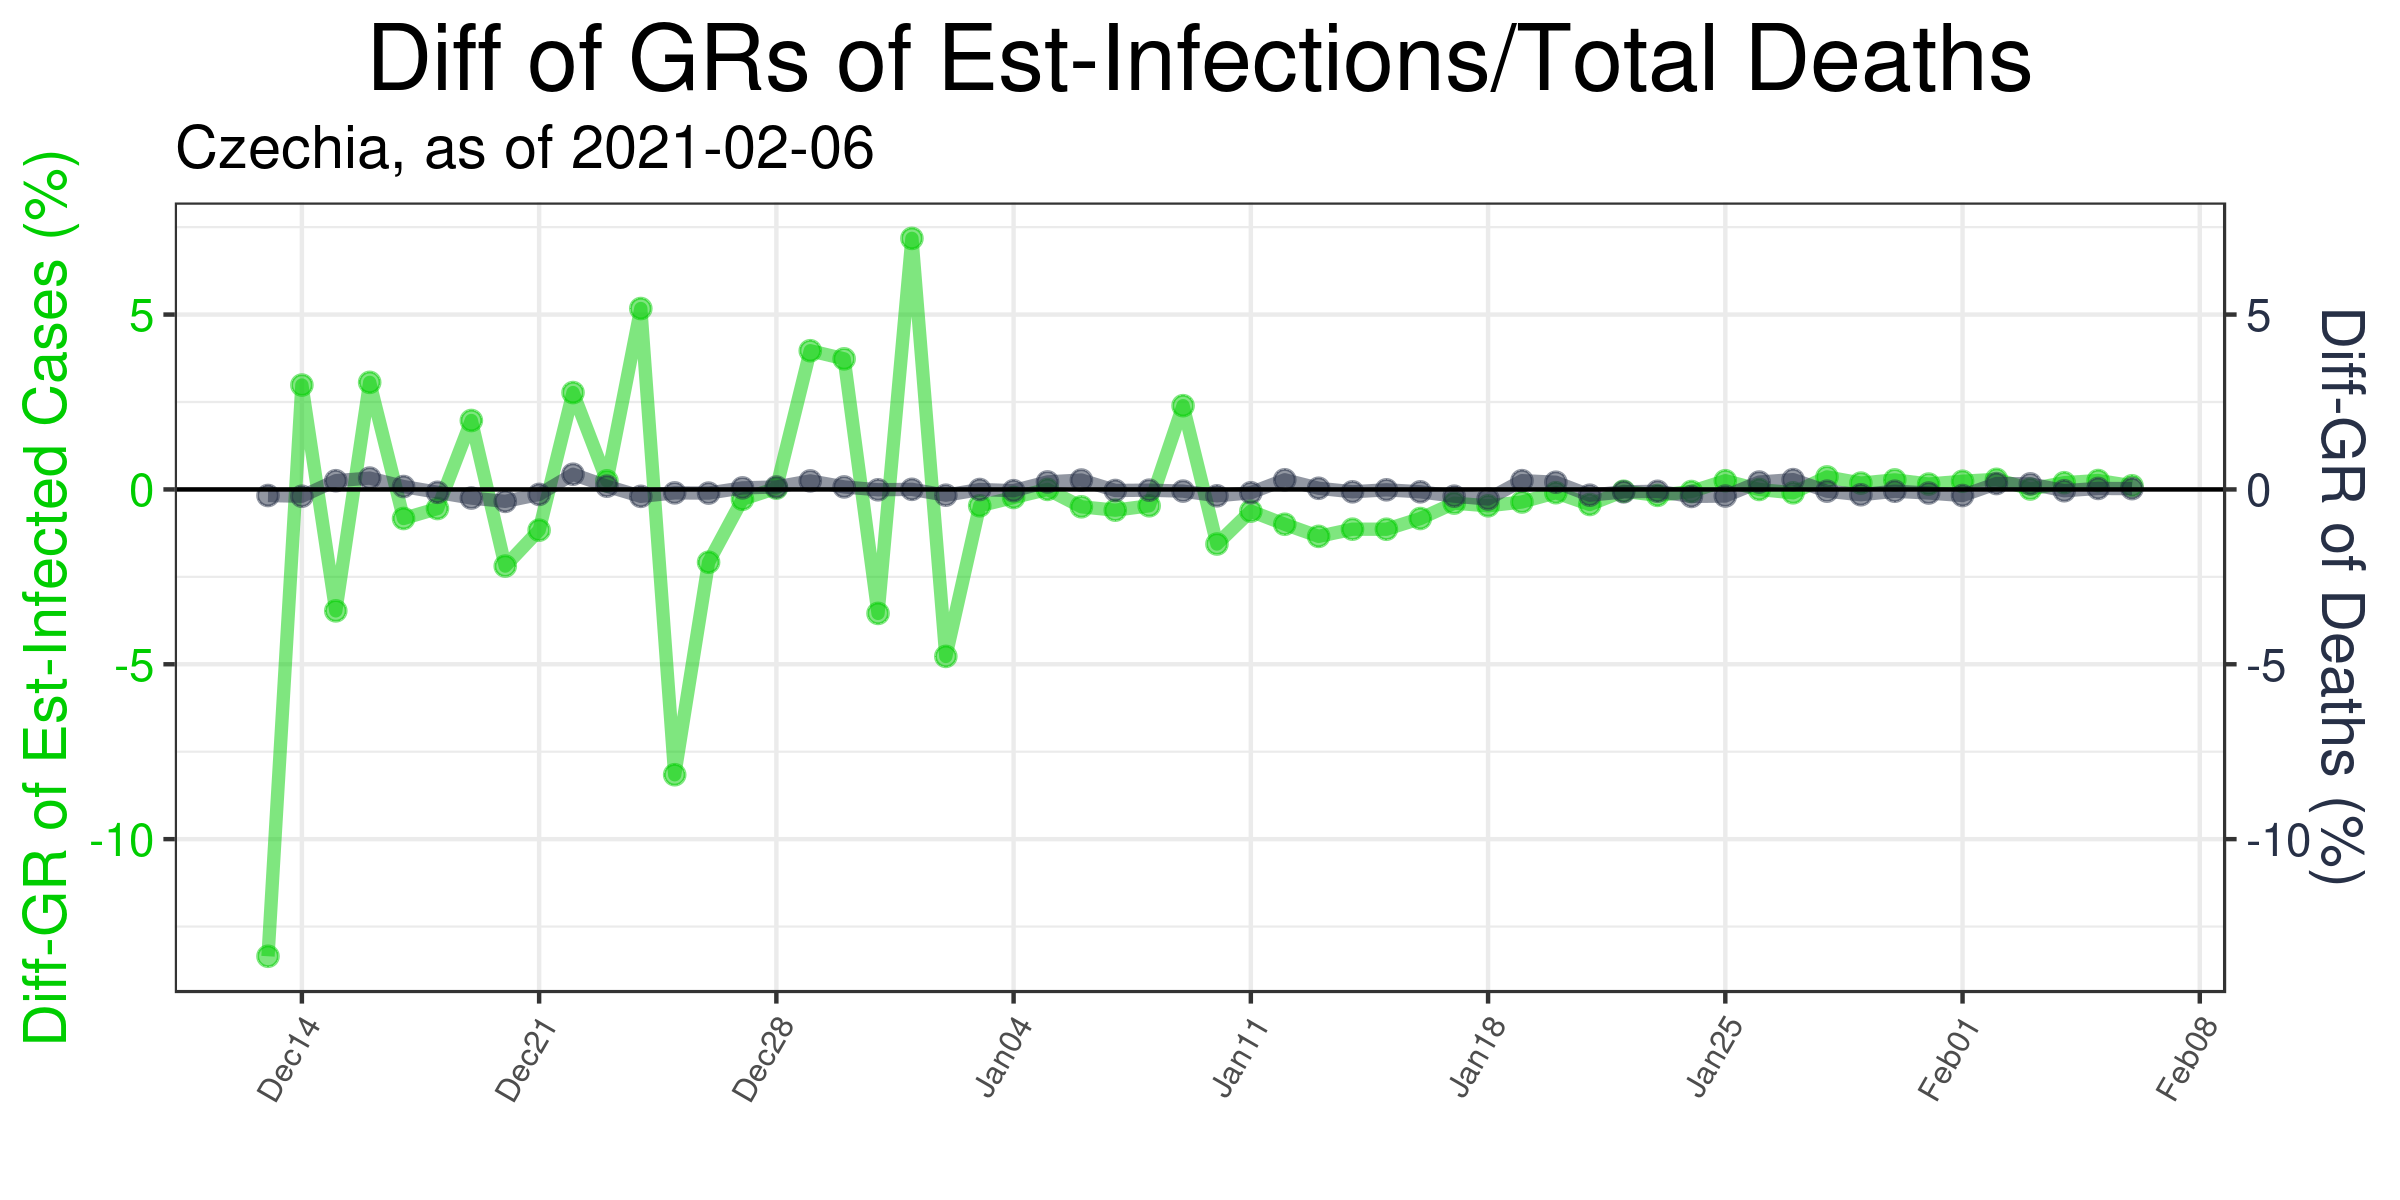 Diff of GRs of Est-Infections/Total Deaths
Czechia, as of 2021-02-06
Diff-GR of Est-Infected Cases (%)
5
0
-5
-10
5
0
-5
-10
Diff-GR of Deaths (%)
Dec14
Dec21
Dec28
Jan04
Jan11
Jan18
Jan25
Feb01
Feb08